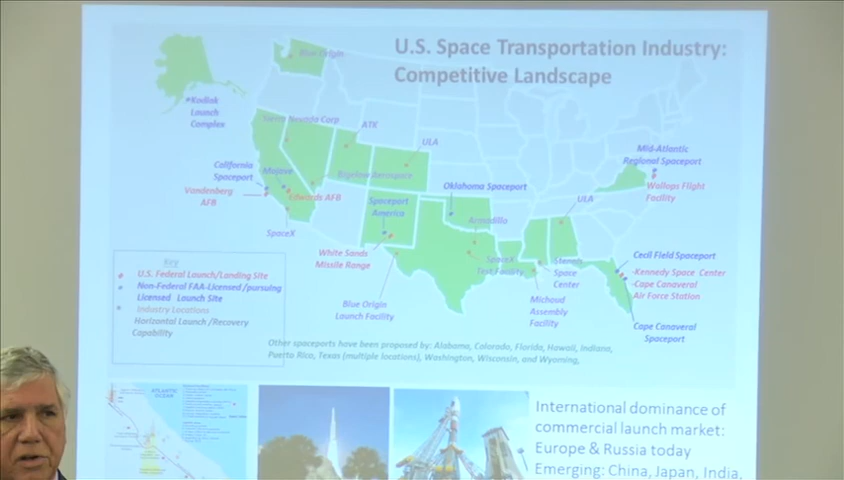 U.S. Space Transportation Industry:
Competitive Landscape
Blue Origin
Kodiak
Launch
Complex
Sierra Nevada Corp
ATK
ULA
Mid-Atlantic
Regional Spaceport
California
Spaceport
Mojave
Bigelow Aerospace
Vandenberg
AFB
Edwards AFB
Oklahoma Spaceport
Wallops Flight
Facility
Spaceport
America
ULA
SpaceX
Armadillo
White Sands
Missile Range
SpaceX
Test Facility
Stennis
Space
Center
Cecil Field Spaceport
Kennedy Space Center
Cape Canaveral
Air Force Station
Blue Origin
Launch Facility
Michoud
Assembly
Facility
Cape Canaveral
Spaceport
Key
U.S. Federal Launch/Landing Site
Non-Federal FAA-Licensed /pursuing
Licensed Launch Site
Industry Locations
Horizontal Launch /Recovery
Capability
Other spaceports have been proposed by: Alabama, Colorado, Florida, Hawaii, Indiana,
Puerto Rico, Texas (multiple locations), Washington, Wisconsin, and Wyoming,
ATLANTIC
OCEAN
International dominance of
commercial launch market:
Europe & Russia today
Emerging: China, Japan, India,